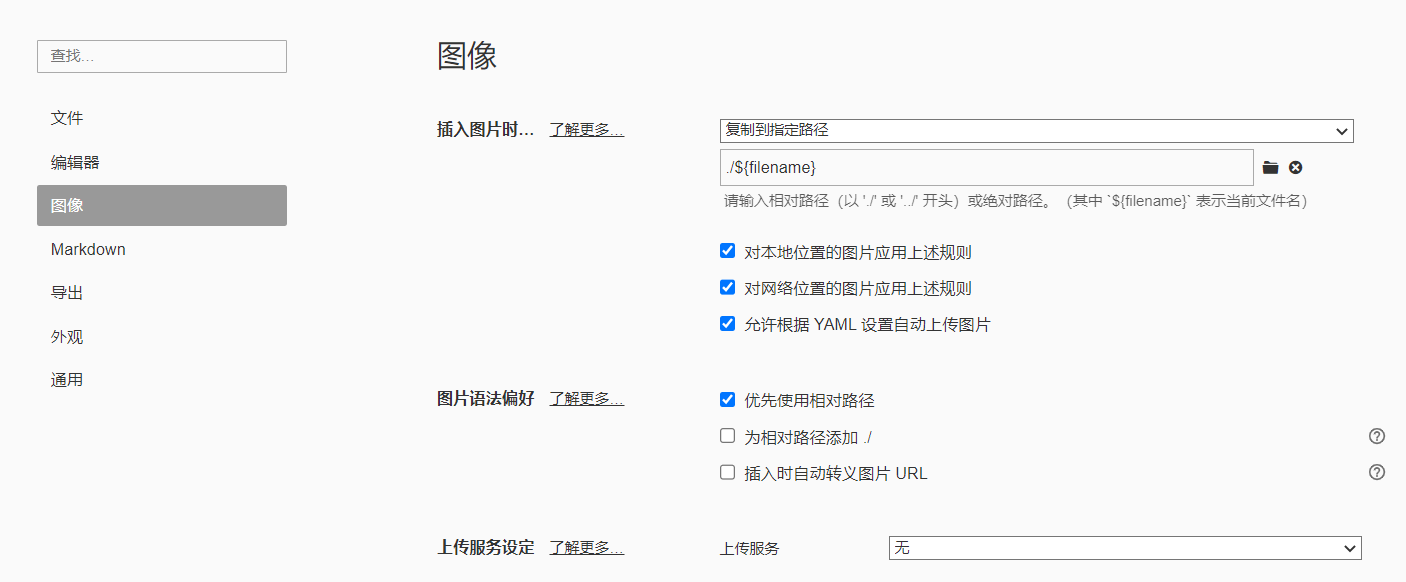 查找...
文件
编辑器
图像
Markdown
导出
外观
通用
图像
插入图片时... 了解更多...
复制到指定路径
./${filename}
请输入相对路径（以 './' 或 '../' 开头）或绝对路径。（其中 `${filename}` 表示当前文件名）
对本地位置的图片应用上述规则
对网络位置的图片应用上述规则
允许根据 YAML 设置自动上传图片
图片语法偏好 了解更多...
优先使用相对路径
为相对路径添加 ./
插入时自动转义图片 URL
上传服务设定 了解更多...
上传服务 无